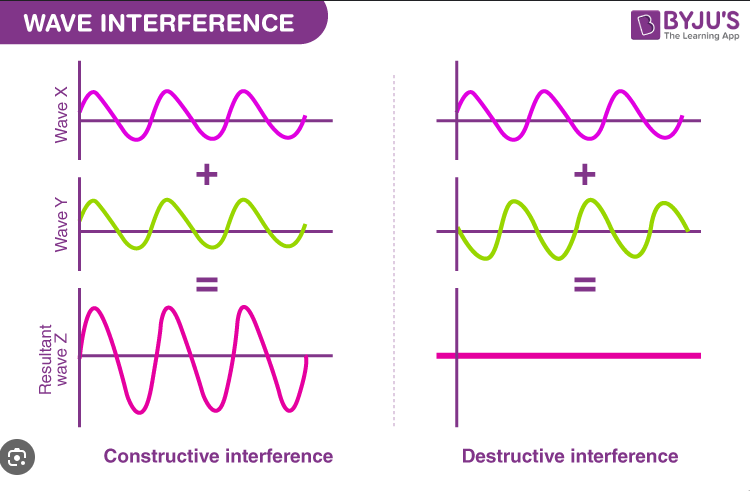 WAVE INTERFERENCE
BYJU'S
The Learning App
Wave X
+
+
Wave Y
=
=
Resultant
wave Z
Constructive interference
Destructive interference